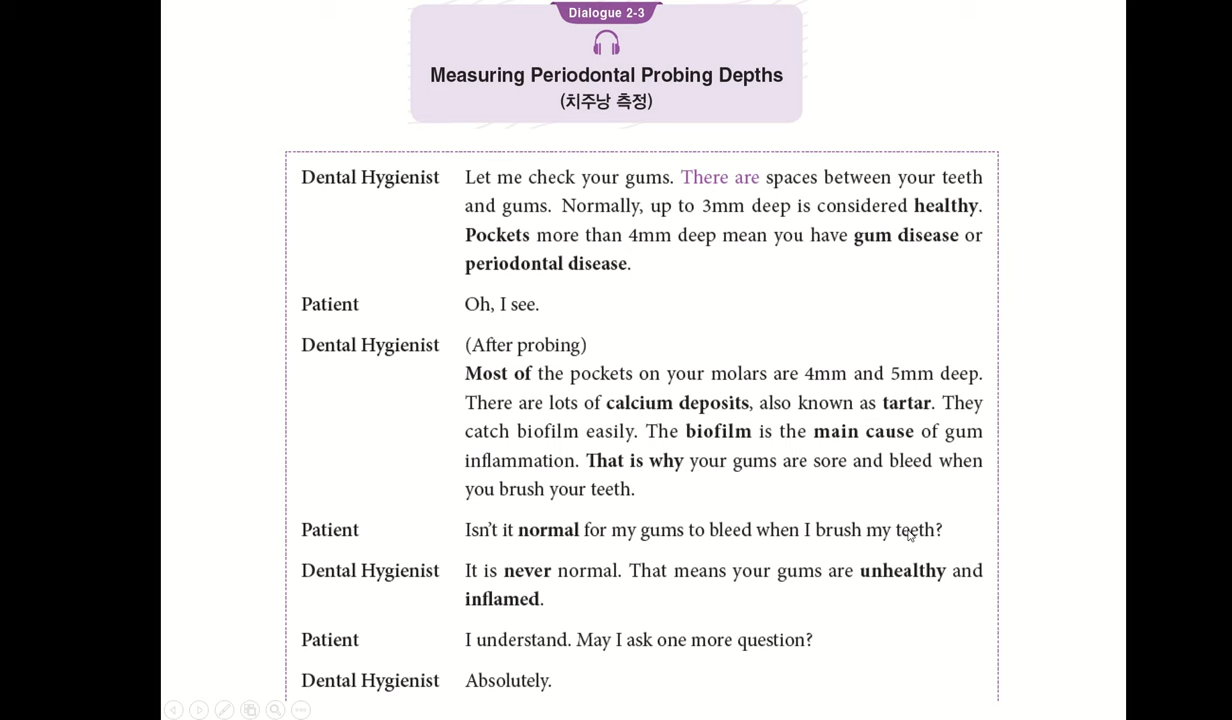 Dialogue 2-3
Measuring Periodontal Probing Depths
(치주낭 측정)
Dental Hygienist Let me check your gums. There are spaces between your teeth
and gums. Normally, up to 3mm deep is considered healthy.
Pockets more than 4mm deep mean you have gum disease or
periodontal disease.
Patient Oh, I see.
Dental Hygienist (After probing)
Most of the pockets on your molars are 4mm and 5mm deep.
There are lots of calcium deposits, also known as tartar. They
catch biofilm easily. The biofilm is the main cause of gum
inflammation. That is why your gums are sore and bleed when
you brush your teeth.
Patient Isn't it normal for my gums to bleed when I brush my teeth?
Dental Hygienist It is never normal. That means your gums are unhealthy and
inflamed.
Patient I understand. May I ask one more question?
Dental Hygienist Absolutely.